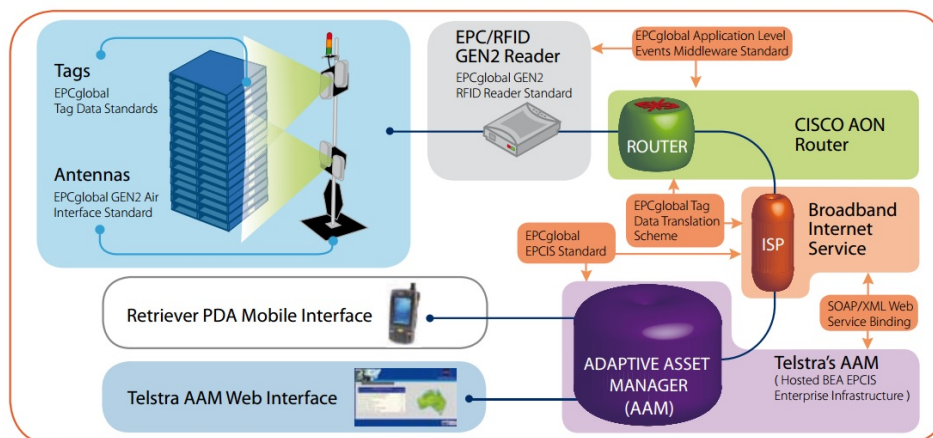 Tags
EPCglobal
Tag Data Standards
Antennas
EPCglobal GEN2 Air
Interface Standard
EPC/RFID
GEN2 Reader
EPCglobal GEN2
RFID Reader Standard
EPCglobal Application Level
Events Middleware Standard
ROUTER
CISCO AON
Router
EPCglobal Tag
Data Translation
Scheme
ISP
Broadband
Internet
Service
EPCglobal
EPCIS Standard
SOAP/XML Web
Service Binding
Retriever PDA Mobile Interface
Telstra AAM Web Interface
ADAPTIVE ASSET
MANAGER
(AAM)
Telstra's AAM
( Hosted BEA EPCIS
Enterprise Infrastructure )